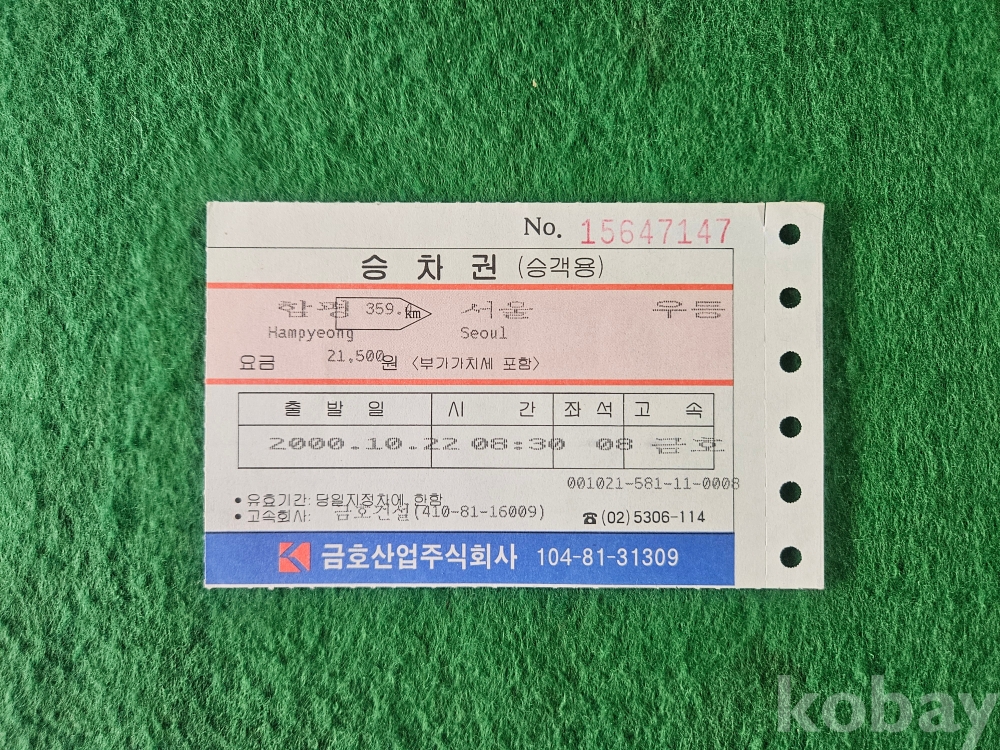 No. 15647147
승 차 권 (승객용)
함평 359.km 서울 우등
Hampyeong Seoul
요금 21,500원 〈부가가치세 포함〉
출 발 일 시 간 좌 석 고 속
2000.10.22 08:30 08 금호
001021-581-11-0008
• 유효기간: 당일지정차에 한함
• 고속회사: 금호건설(410-81-16009) ☎(02)5306-114
금호산업주식회사 104-81-31309
kobay